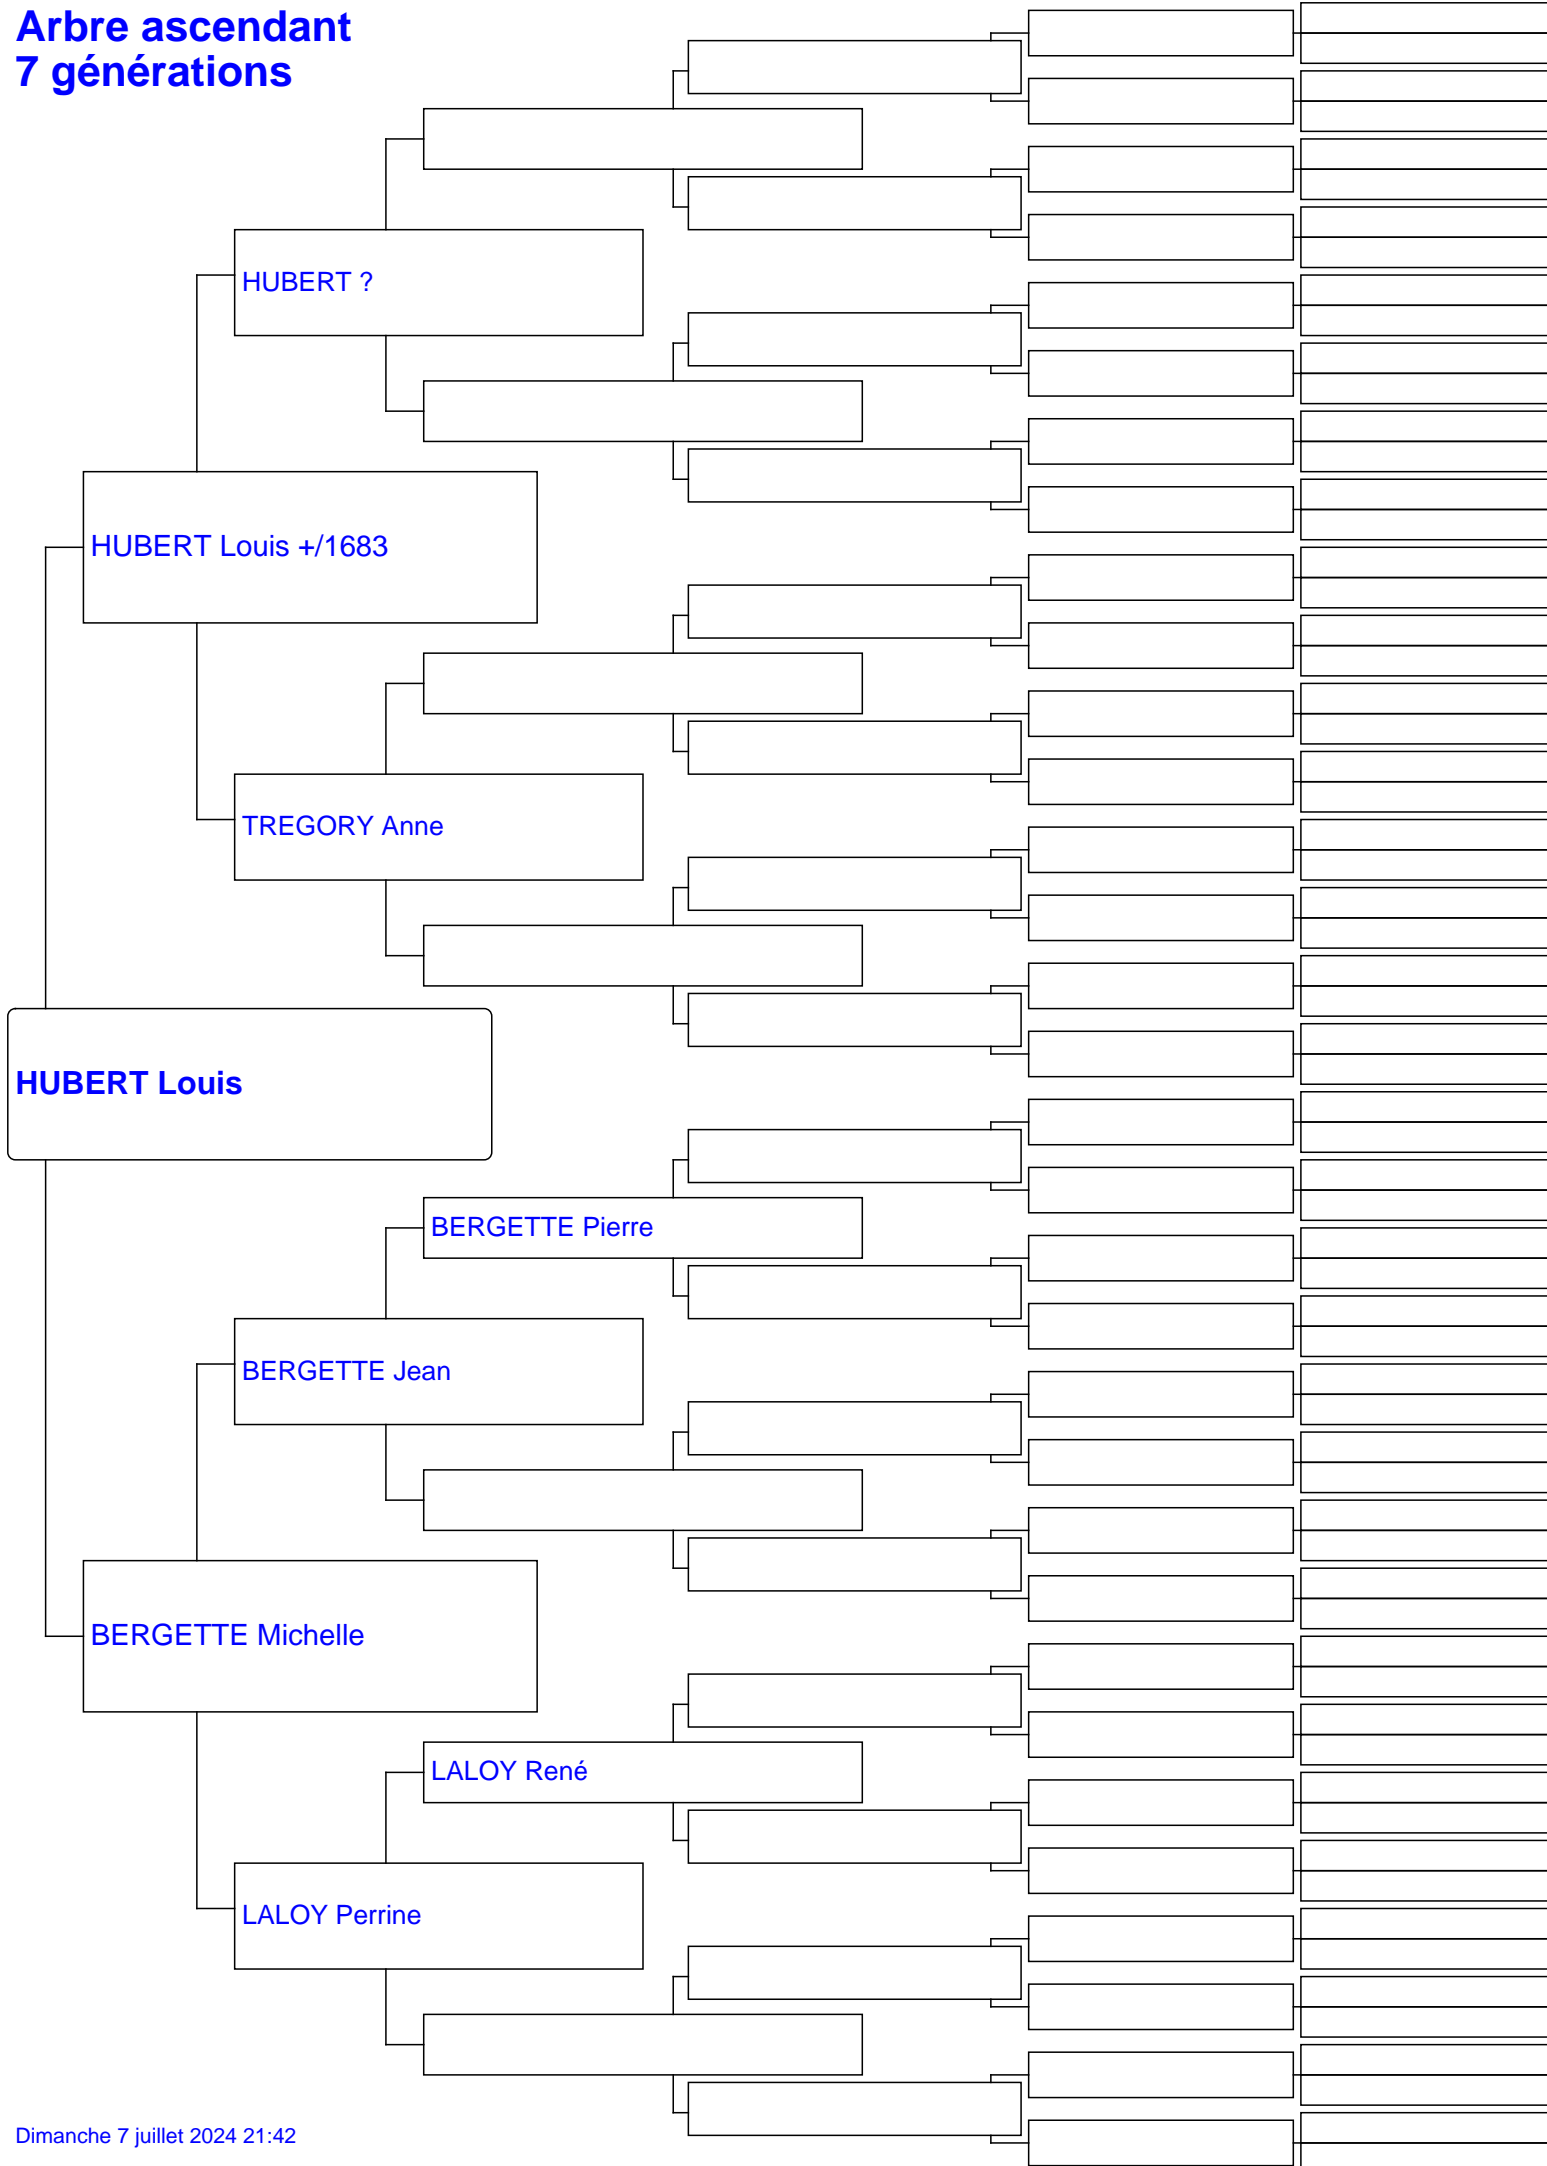 Arbre ascendant
7 générations
HUBERT ?
HUBERT Louis +/1683
TREGORY Anne
HUBERT Louis
BERGETTE Pierre
BERGETTE Jean
BERGETTE Michelle
LALOY René
LALOY Perrine
Dimanche 7 juillet 2024 21:42